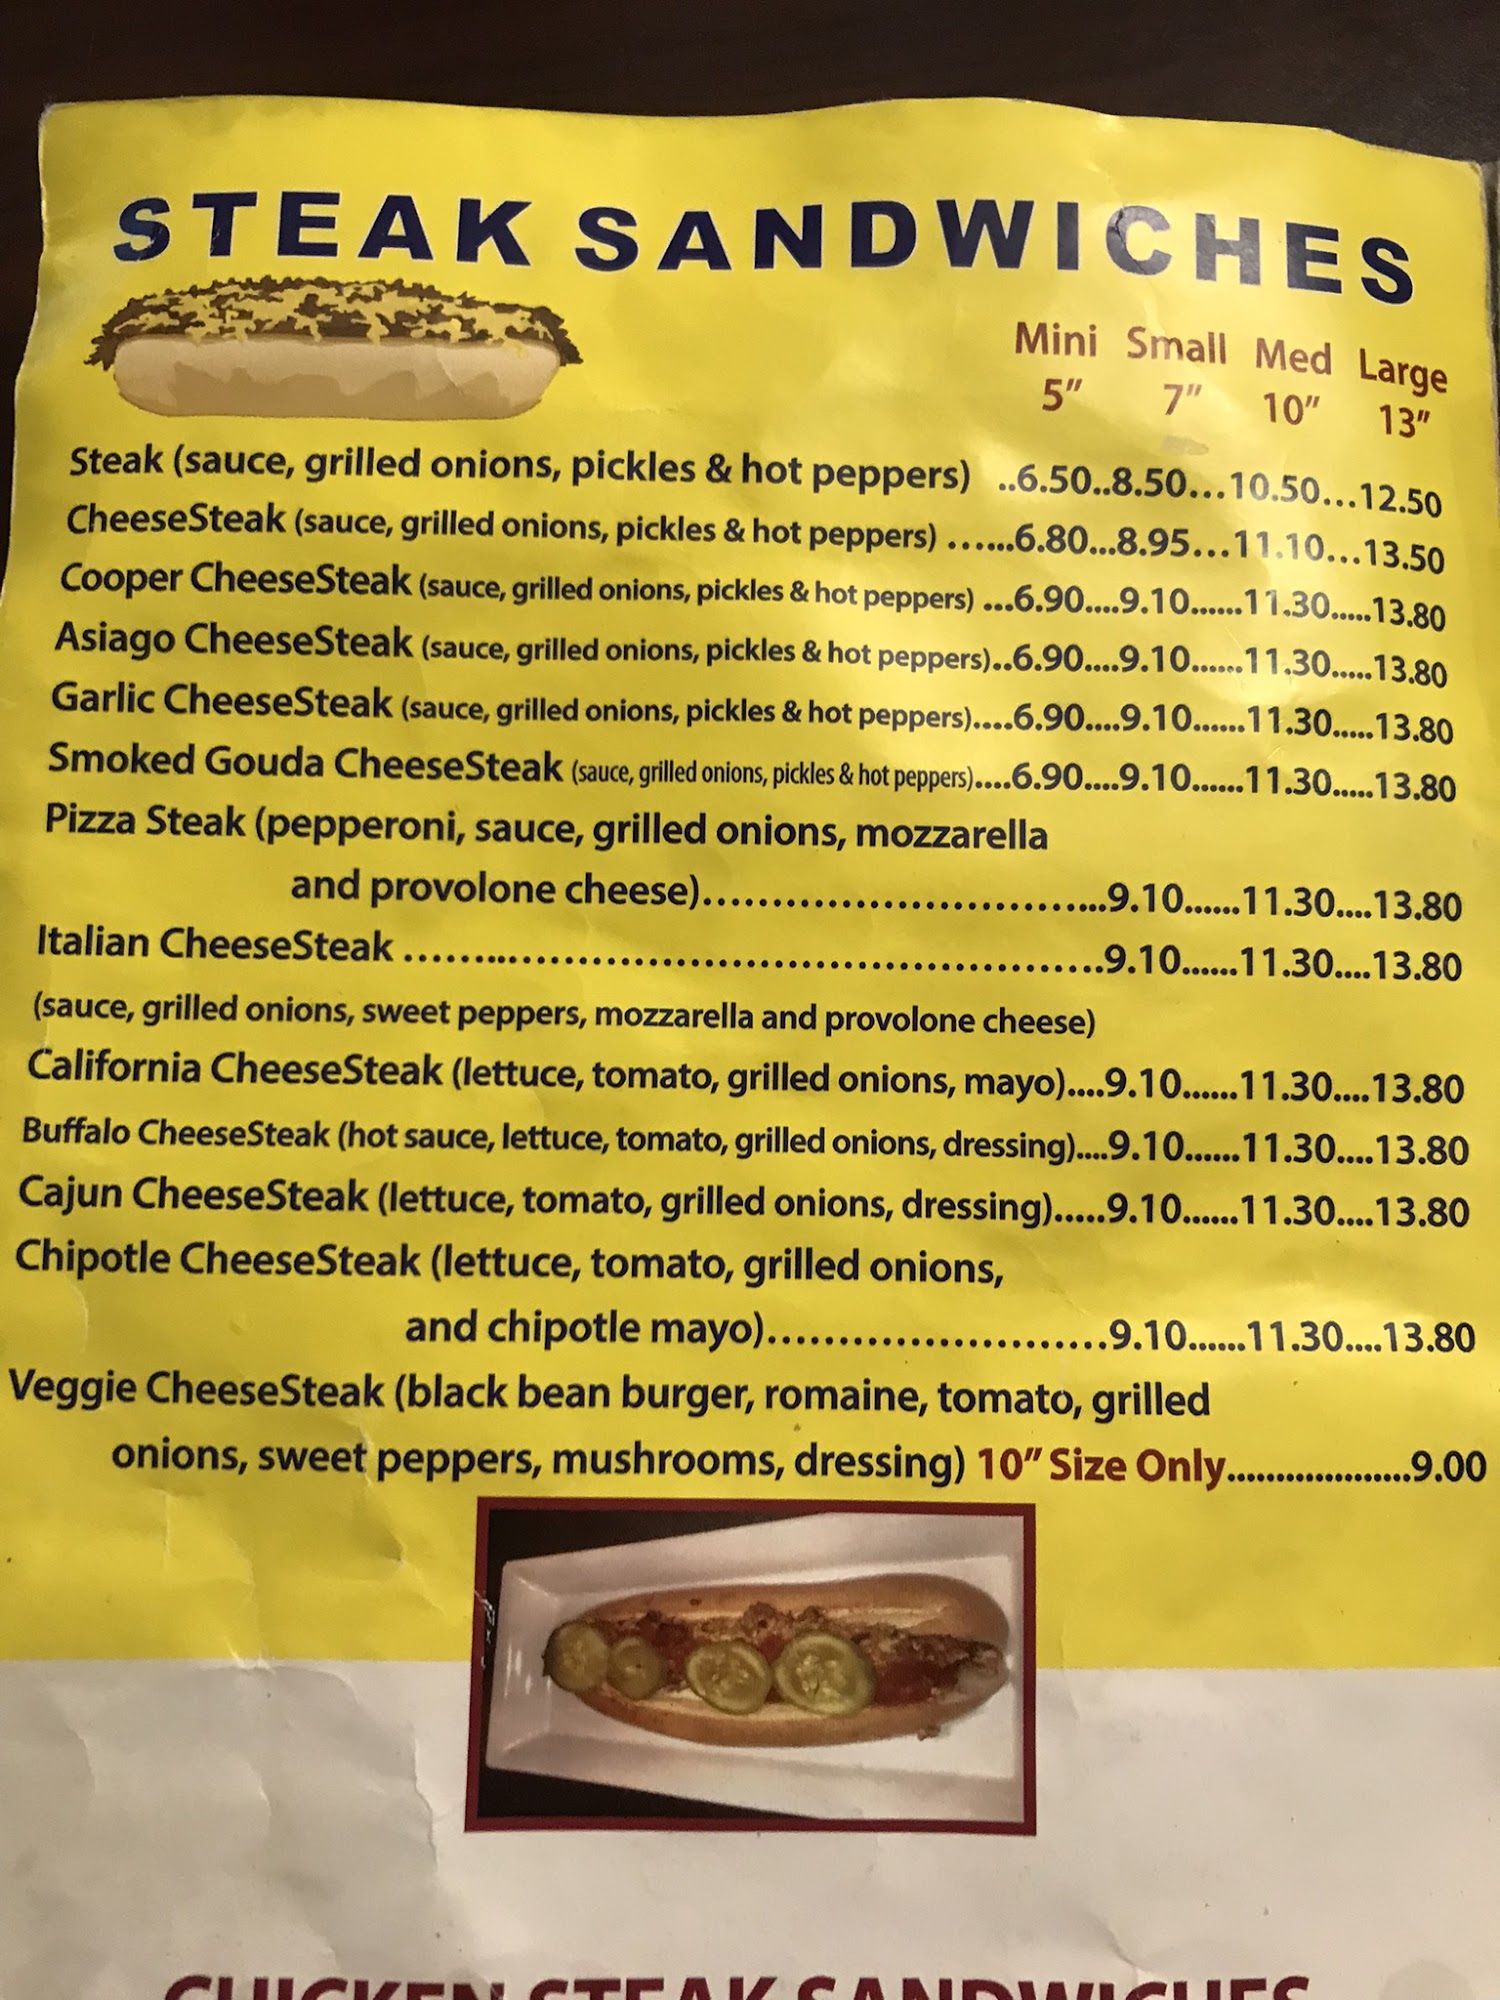 STEAK SANDWICHES
Mini Small Med Large
5" 7" 10" 13"
Steak (sauce, grilled onions, pickles & hot peppers) ..6.50..8.50...10.50...12.50
CheeseSteak (sauce, grilled onions, pickles & hot peppers) ......6.80...8.95...11.10...13.50
Cooper CheeseSteak (sauce, grilled onions, pickles & hot peppers) ...6.90....9.10......11.30.....13.80
Asiago CheeseSteak (sauce, grilled onions, pickles & hot peppers)..6.90....9.10......11.30.....13.80
Garlic CheeseSteak (sauce, grilled onions, pickles & hot peppers)....6.90....9.10......11.30.....13.80
Smoked Gouda CheeseSteak (sauce, grilled onions, pickles & hot peppers)....6.90....9.10......11.30.....13.80
Pizza Steak (pepperoni, sauce, grilled onions, mozzarella
and provolone cheese)..............................9.10......11.30....13.80
Italian CheeseSteak ..................................................9.10......11.30....13.80
(sauce, grilled onions, sweet peppers, mozzarella and provolone cheese)
California CheeseSteak (lettuce, tomato, grilled onions, mayo)....9.10......11.30....13.80
Buffalo CheeseSteak (hot sauce, lettuce, tomato, grilled onions, dressing)....9.10......11.30....13.80
Cajun CheeseSteak (lettuce, tomato, grilled onions, dressing).....9.10......11.30....13.80
Chipotle CheeseSteak (lettuce, tomato, grilled onions,
and chipotle mayo)........................9.10......11.30....13.80
Veggie CheeseSteak (black bean burger, romaine, tomato, grilled
onions, sweet peppers, mushrooms, dressing) 10" Size Only...................9.00
CHICKEN STEAK SANDWICHES